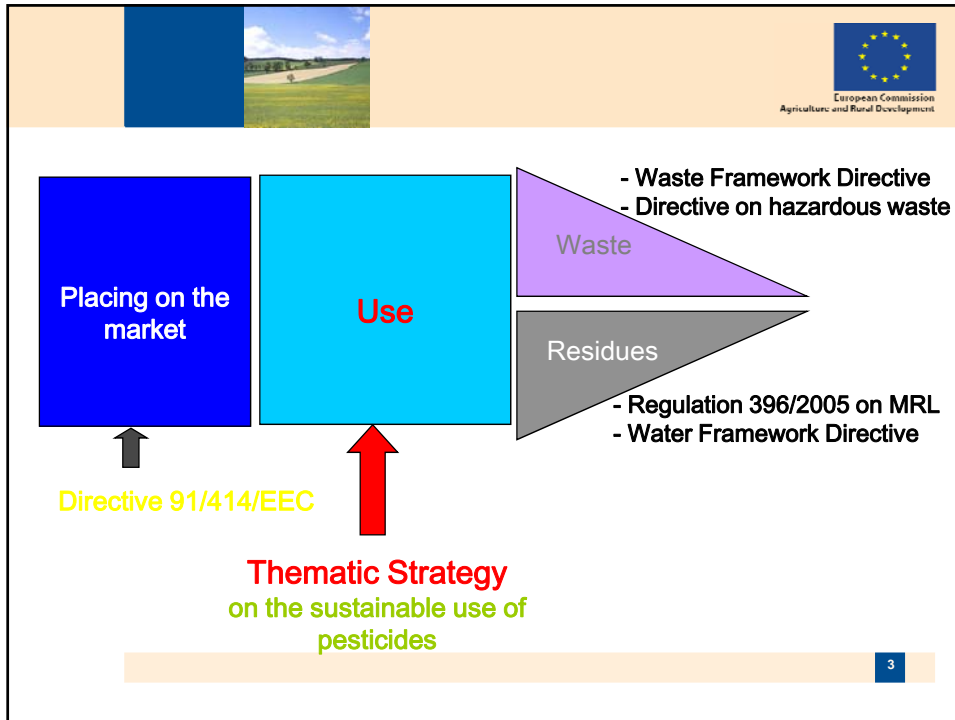 European Commission
Agriculture and Rural Development
- Waste Framework Directive
- Directive on hazardous waste
Waste
Placing on the
market
Use
Residues
- Regulation 396/2005 on MRL
- Water Framework Directive
Directive 91/414/EEC
Thematic Strategy
on the sustainable use of
pesticides
3